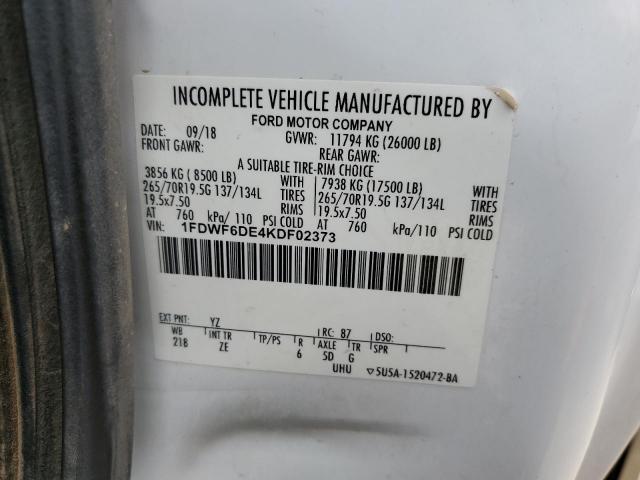 INCOMPLETE VEHICLE MANUFACTURED BY
FORD MOTOR COMPANY
DATE: 09/18 GVWR: 11794 KG (26000 LB)
FRONT GAWR: REAR GAWR:
A SUITABLE TIRE-RIM CHOICE
3856 KG ( 8500 LB) WITH 7938 KG (17500 LB) WITH
265/70R19.5G 137/134L TIRES 265/70R19.5G 137/134L TIRES
19.5x7.50 RIMS 19.5x7.50 RIMS
AT 760 kPa/ 110 PSI COLD AT 760 kPa/110 PSI COLD
VIN: 1FDWF6DE4KDF02373
EXT PNT: YZ RC: 87 DSO:
WB INT TR TP/PS R AXLE TR SPR
218 ZE 6 5D G
UHU ▽5U5A-1520472-BA